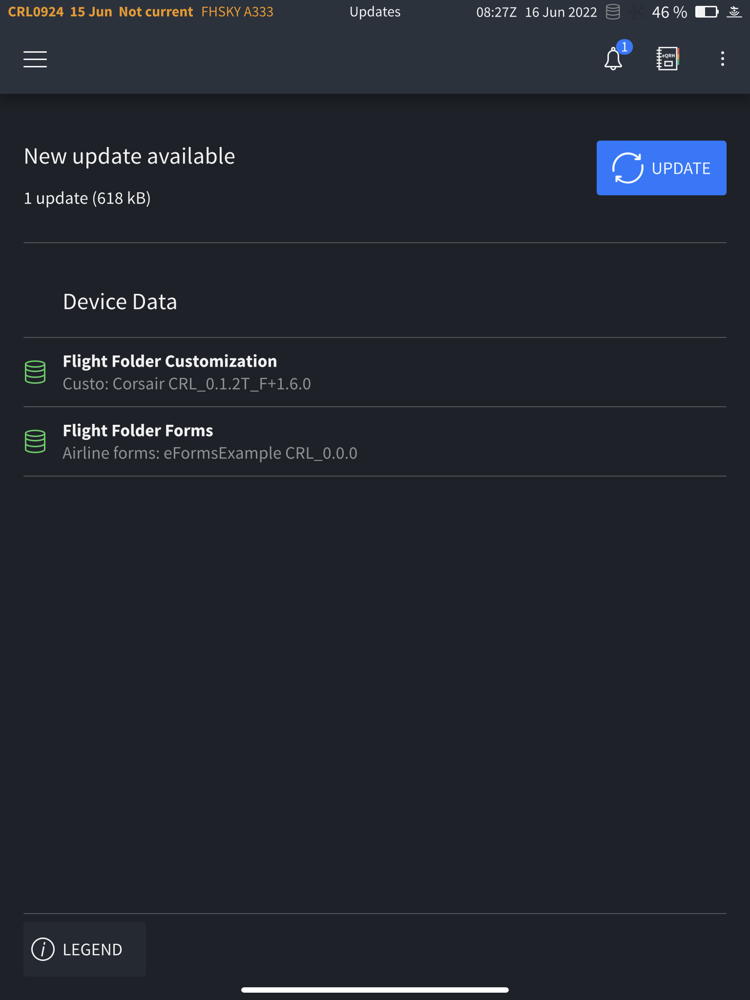 CRL0924 15 Jun Not current FHSKY A333 Updates 08:27Z 16 Jun 2022 46 %
1
eQRH
New update available
UPDATE
1 update (618 kB)
Device Data
Flight Folder Customization
Custo: Corsair CRL_0.1.2T_F+1.6.0
Flight Folder Forms
Airline forms: eFormsExample CRL_0.0.0
i LEGEND